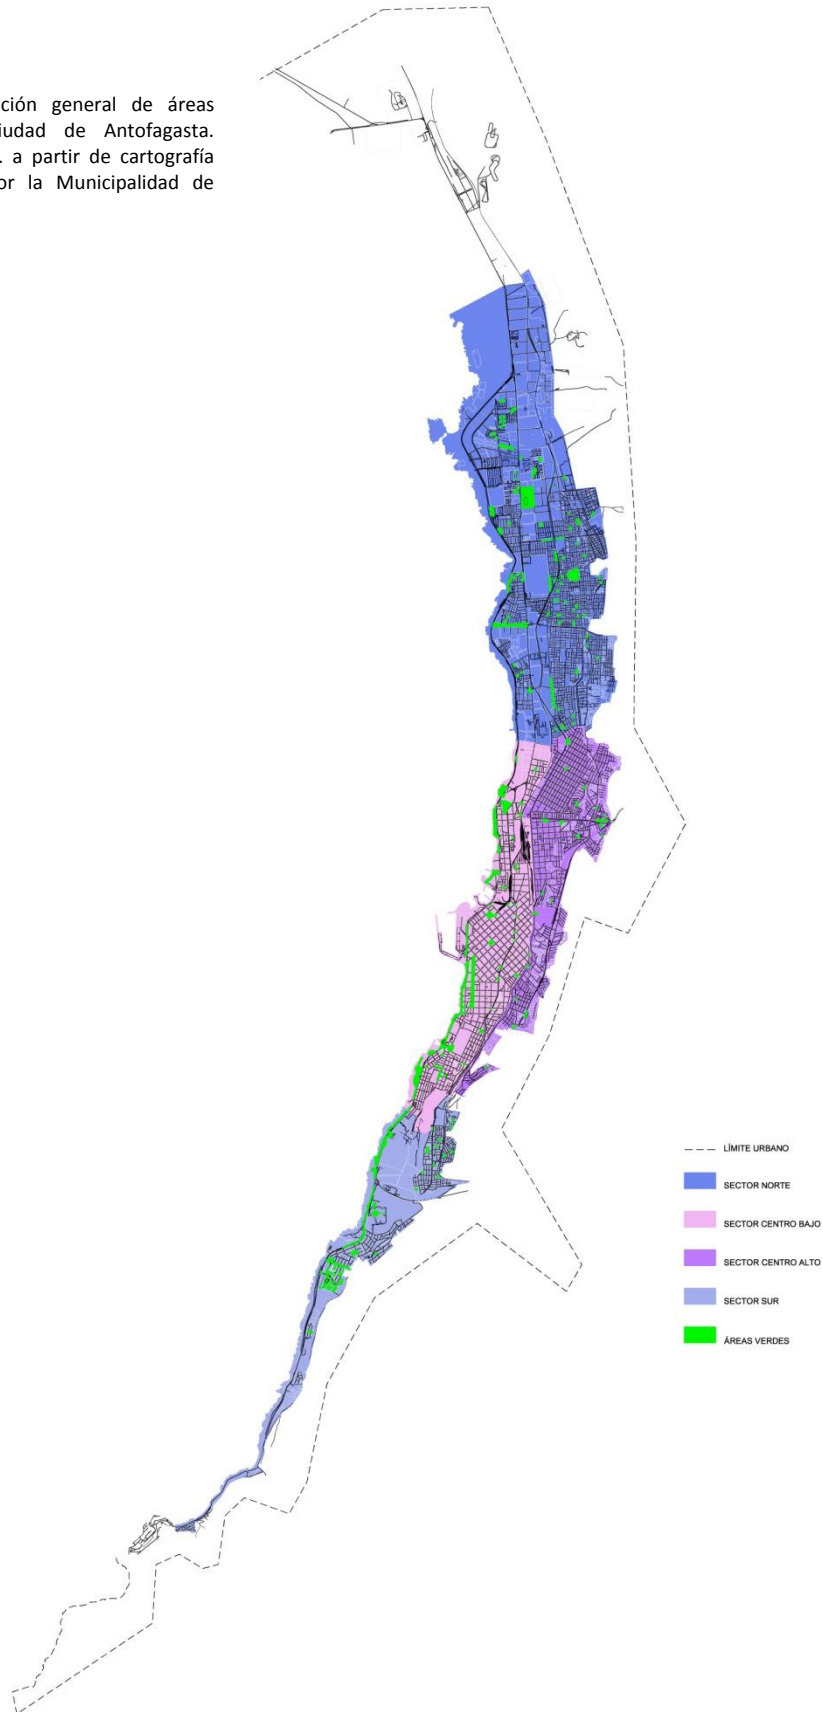 ción general de áreas
iudad de Antofagasta.
. a partir de cartografía
or la Municipalidad de
LÍMITE URBANO
SECTOR NORTE
SECTOR CENTRO BAJO
SECTOR CENTRO ALTO
SECTOR SUR
ÁREAS VERDES